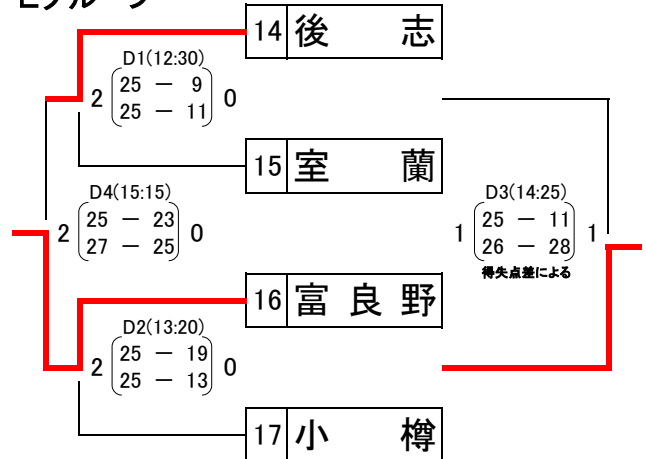 14 後志
D1(12:30)
2 25 － 9 0
25 － 11
15 室蘭
D4(15:15)
2 25 － 23 0
27 － 25
D3(14:25)
1 25 － 11 1
26 － 28
得失点差による
16 富良野
D2(13:20)
2 25 － 19 0
25 － 13
17 小樽